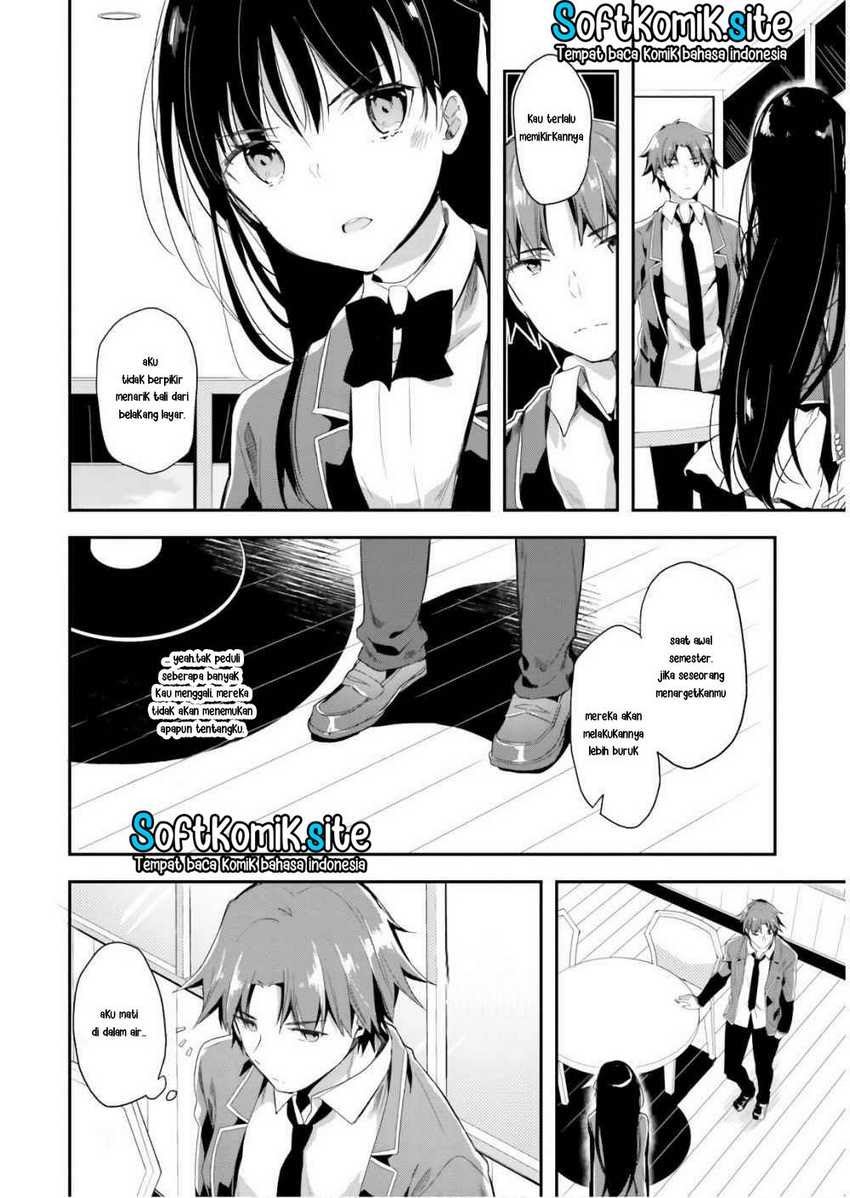 SoftKomik.site
Tempat baca Komik bahasa indonesia
Kau terlalu
memikirkannya
aku
tidak berpikir
menarik tali dari
belakang layar.
saat awal
semester.
jika seseorang
menargetkanmu
mereka akan
melakukannya
lebih buruk
... yeah.tak peduli
seberapa banyak
Kau menggali, mereka
tidak akan menemukan
apapun tentangku.
SoftKomik.site
Tempat baca Komik bahasa indonesia
aku mati
di dalam air...